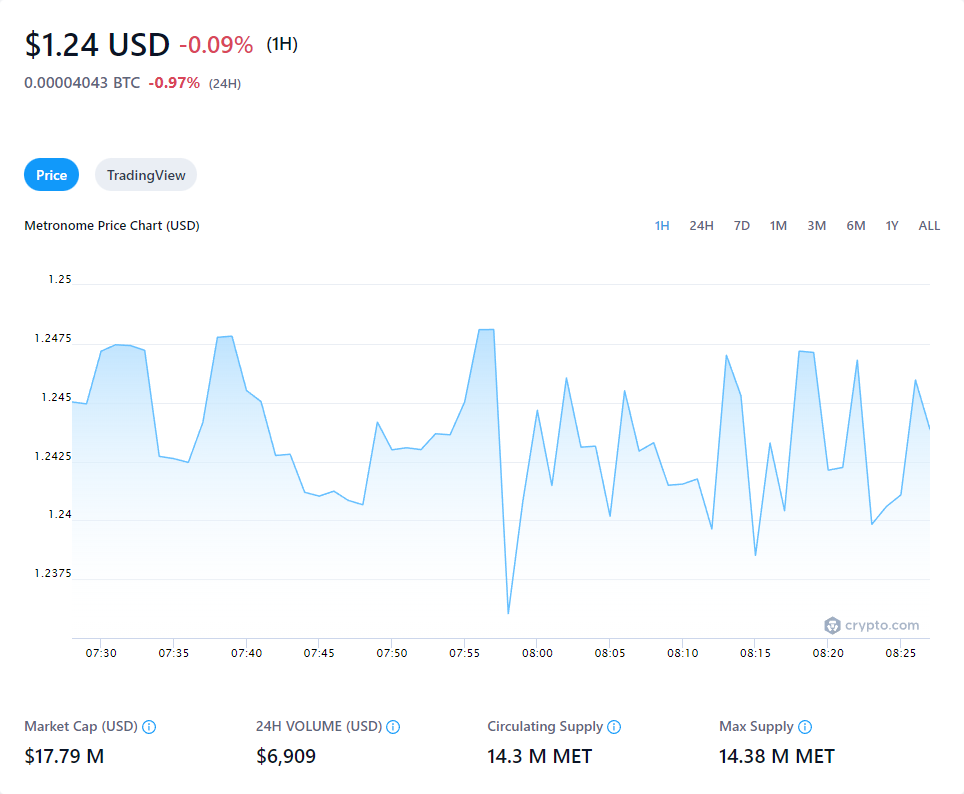 $1.24 USD -0.09% (1H)
0.00004043 BTC -0.97% (24H)
Price TradingView
Metronome Price Chart (USD) 1H 24H 7D 1M 3M 6M 1Y ALL
1.25
1.2475
1.245
1.2425
1.24
1.2375
crypto.com
07:30 07:35 07:40 07:45 07:50 07:55 08:00 08:05 08:10 08:15 08:20 08:25
Market Cap (USD) 24H VOLUME (USD) Circulating Supply Max Supply
$17.79 M $6,909 14.3 M MET 14.38 M MET